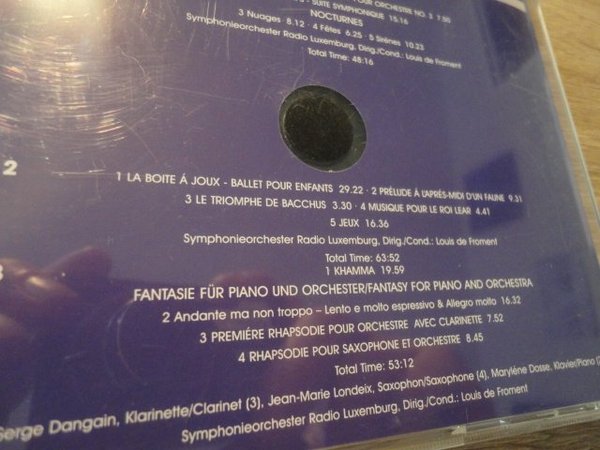 POUR ORCHESTRE NO. 3 7.50
- SUITE SYMPHONIQUE 15.16
NOCTURNES
3 Nuages - 8.12 4 Fêtes - 6.25 · 5 Sirènes - 10.23
Symphonieorchester Radio Luxemburg, Dirig./Cond.: Louis de Froment
Total Time: 48:16
2
1 LA BOITE Á JOUX - BALLET POUR ENFANTS 29.22 · 2 PRÉLUDE A L'APRÉS-MIDI D'UN FAUNE 9.31
3 LE TRIOMPHE DE BACCHUS 3.30 · 4 MUSIQUE POUR LE ROI LEAR 4.41
5 JEUX 16.36
Symphonieorchester Radio Luxemburg, Dirig./Cond.: Louis de Froment
Total Time: 63:52
3
1 KHAMMA 19.59
FANTASIE FÜR PIANO UND ORCHESTER/FANTASY FOR PIANO AND ORCHESTRA
2 Andante ma non troppo – Lento e molto espressivo & Allegro molto 16.32
3 PREMIÉRE RHAPSODIE POUR ORCHESTRE AVEC CLARINETTE 7.52
4 RHAPSODIE POUR SAXOPHONE ET ORCHESTRE 8.45
Total Time: 53:12
Serge Dangain, Klarinette/Clarinet (3), Jean-Marie Londeix, Saxophon/Saxophone (4), Marylène Dosse, Klavier/Piano (2
Symphonieorchester Radio Luxemburg, Dirig./Cond.: Louis de Froment